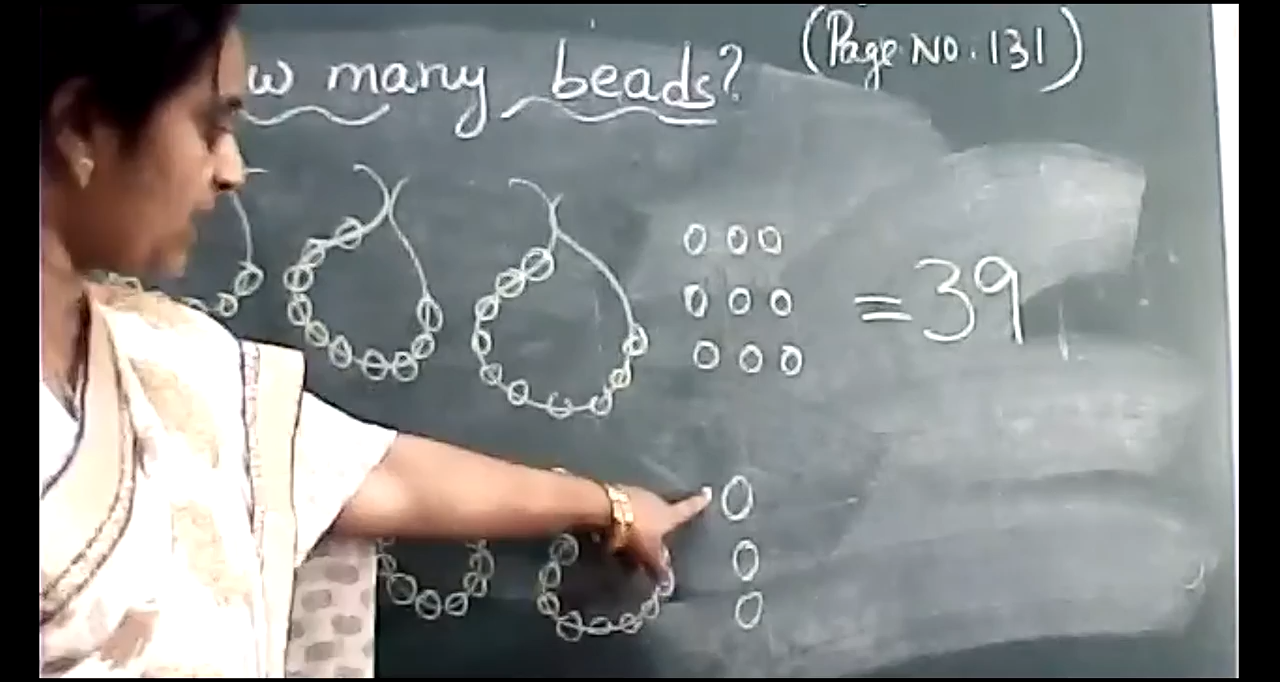 (Page No. 131)
many beads?
= 39